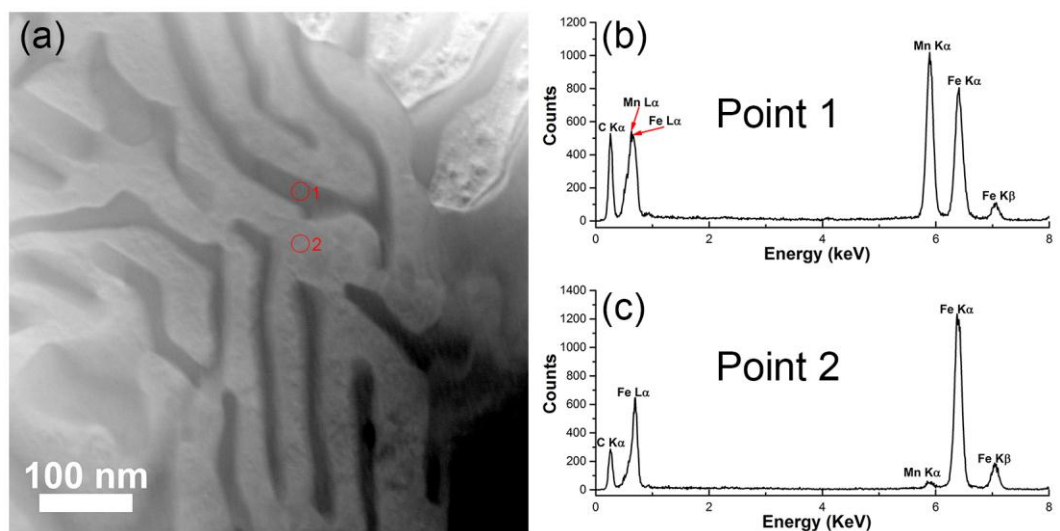 (a)
1
2
100 nm
(b)
1200
1000
800
600
400
200
0
Counts
C Kα
Mn Lα
Fe Lα
Point 1
Mn Kα
Fe Kα
Fe Kβ
0
2
4
6
8
Energy (keV)
(c)
1400
1200
1000
800
600
400
200
0
Counts
C Kα
Fe Lα
Point 2
Mn Kα
Fe Kα
Fe Kβ
0
2
4
6
8
Energy (KeV)